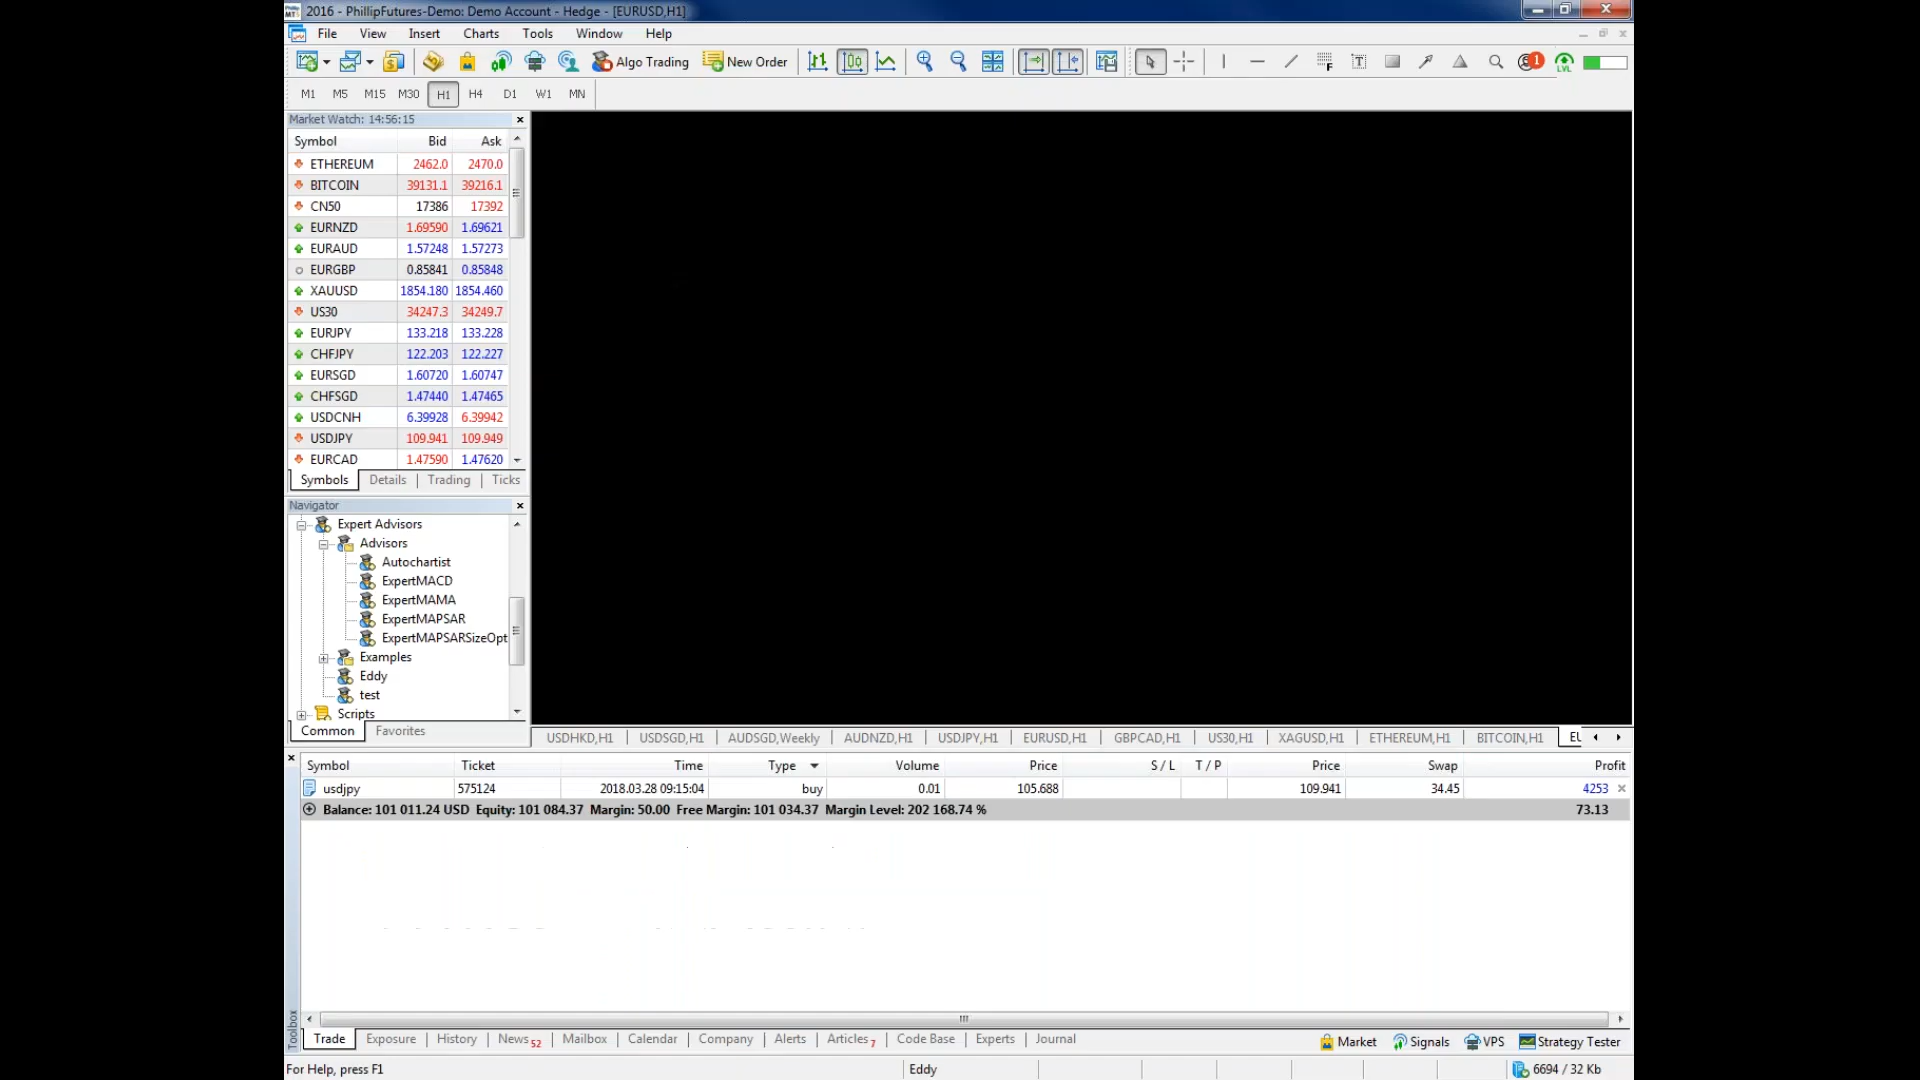 2016 - PhillipFutures-Demo: Demo Account - Hedge - [EURUSD,H1]
File View Insert Charts Tools Window Help
Algo Trading New Order
M1 M5 M15 M30 H1 H4 D1 W1 MN
Market Watch: 14:56:15
Symbol Bid Ask
ETHEREUM 2462.0 2470.0
BITCOIN 39131.1 39216.1
CN50 17386 17392
EURNZD 1.69590 1.69621
EURAUD 1.57248 1.57273
EURGBP 0.85841 0.85848
XAUUSD 1854.180 1854.460
US30 34247.3 34249.7
EURJPY 133.218 133.228
CHFJPY 122.203 122.227
EURSGD 1.60720 1.60747
CHFSGD 1.47440 1.47465
USDCNH 6.39928 6.39942
USDJPY 109.941 109.949
EURCAD 1.47590 1.47620
Symbols Details Trading Ticks
Navigator
Expert Advisors
Advisors
Autochartist
ExpertMACD
ExpertMAMA
ExpertMAPSAR
ExpertMAPSARSizeOpt
Examples
Eddy
test
Scripts
Common Favorites
USDHKD,H1 USDSGD,H1 AUDSGD,Weekly AUDNZD,H1 USDJPY,H1 EURUSD,H1 GBPCAD,H1 US30,H1 XAGUSD,H1 ETHEREUM,H1 BITCOIN,H1
Symbol Ticket Time Type Volume Price S / L T / P Price Swap Profit
usdjpy 575124 2018.03.28 09:15:04 buy 0.01 105.688 109.941 34.45 4253
Balance: 101 011.24 USD Equity: 101 084.37 Margin: 50.00 Free Margin: 101 034.37 Margin Level: 202 168.74 % 73.13
Toolbox
Trade Exposure History News 52 Mailbox Calendar Company Alerts Articles 7 Code Base Experts Journal Market Signals VPS Strategy Tester
For Help, press F1 Eddy 6694 / 32 Kb